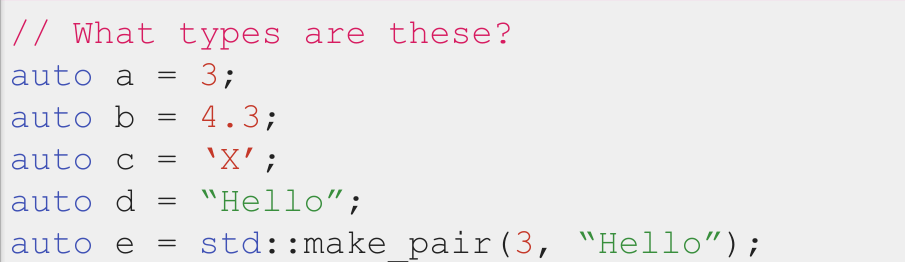 // What types are these?
auto a = 3;
auto b = 4.3;
auto c = ‘X’;
auto d = “Hello”;
auto e = std::make_pair(3, “Hello”);